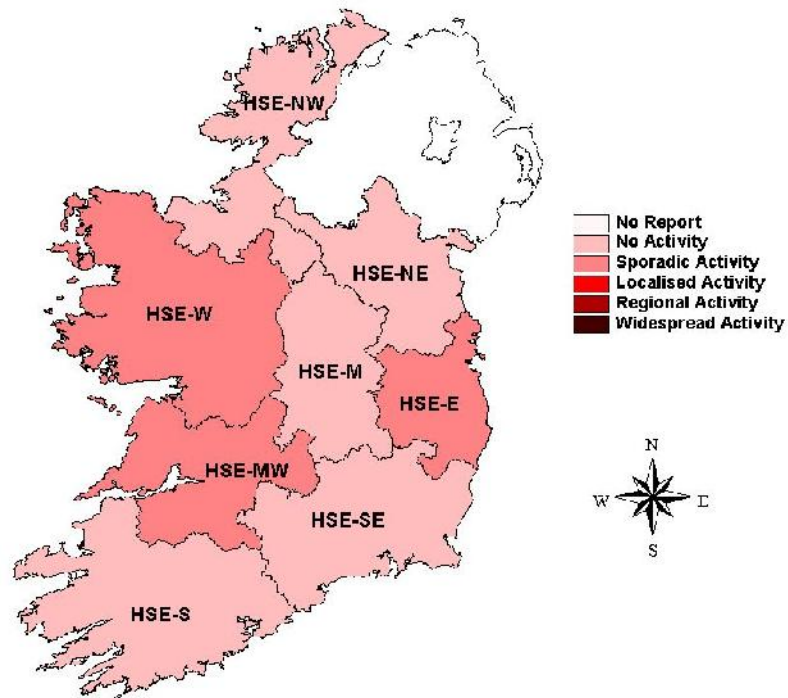 HSE-NW
No Report
No Activity
HSE-NE
Sporadic Activity
Localised Activity
HSE-W
Regional Activity
Widespread Activity
HSE-M
HSE-E
N
HSE-MW
W
E
HSE-SE
S
HSE-S